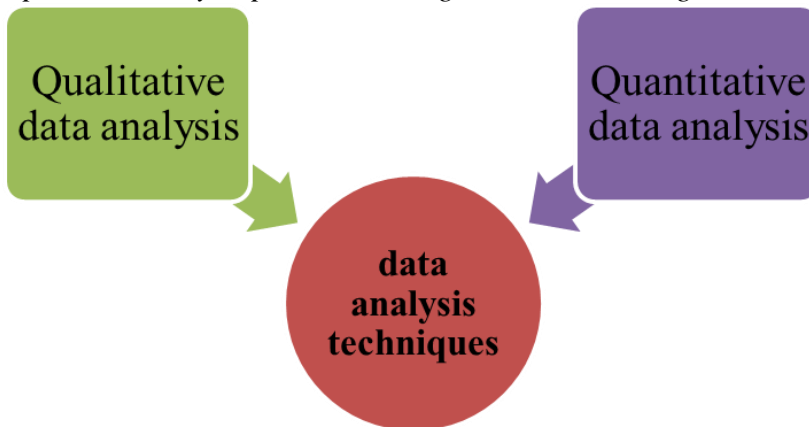 Qualitative
data analysis
Quantitative
data analysis
data
analysis
techniques